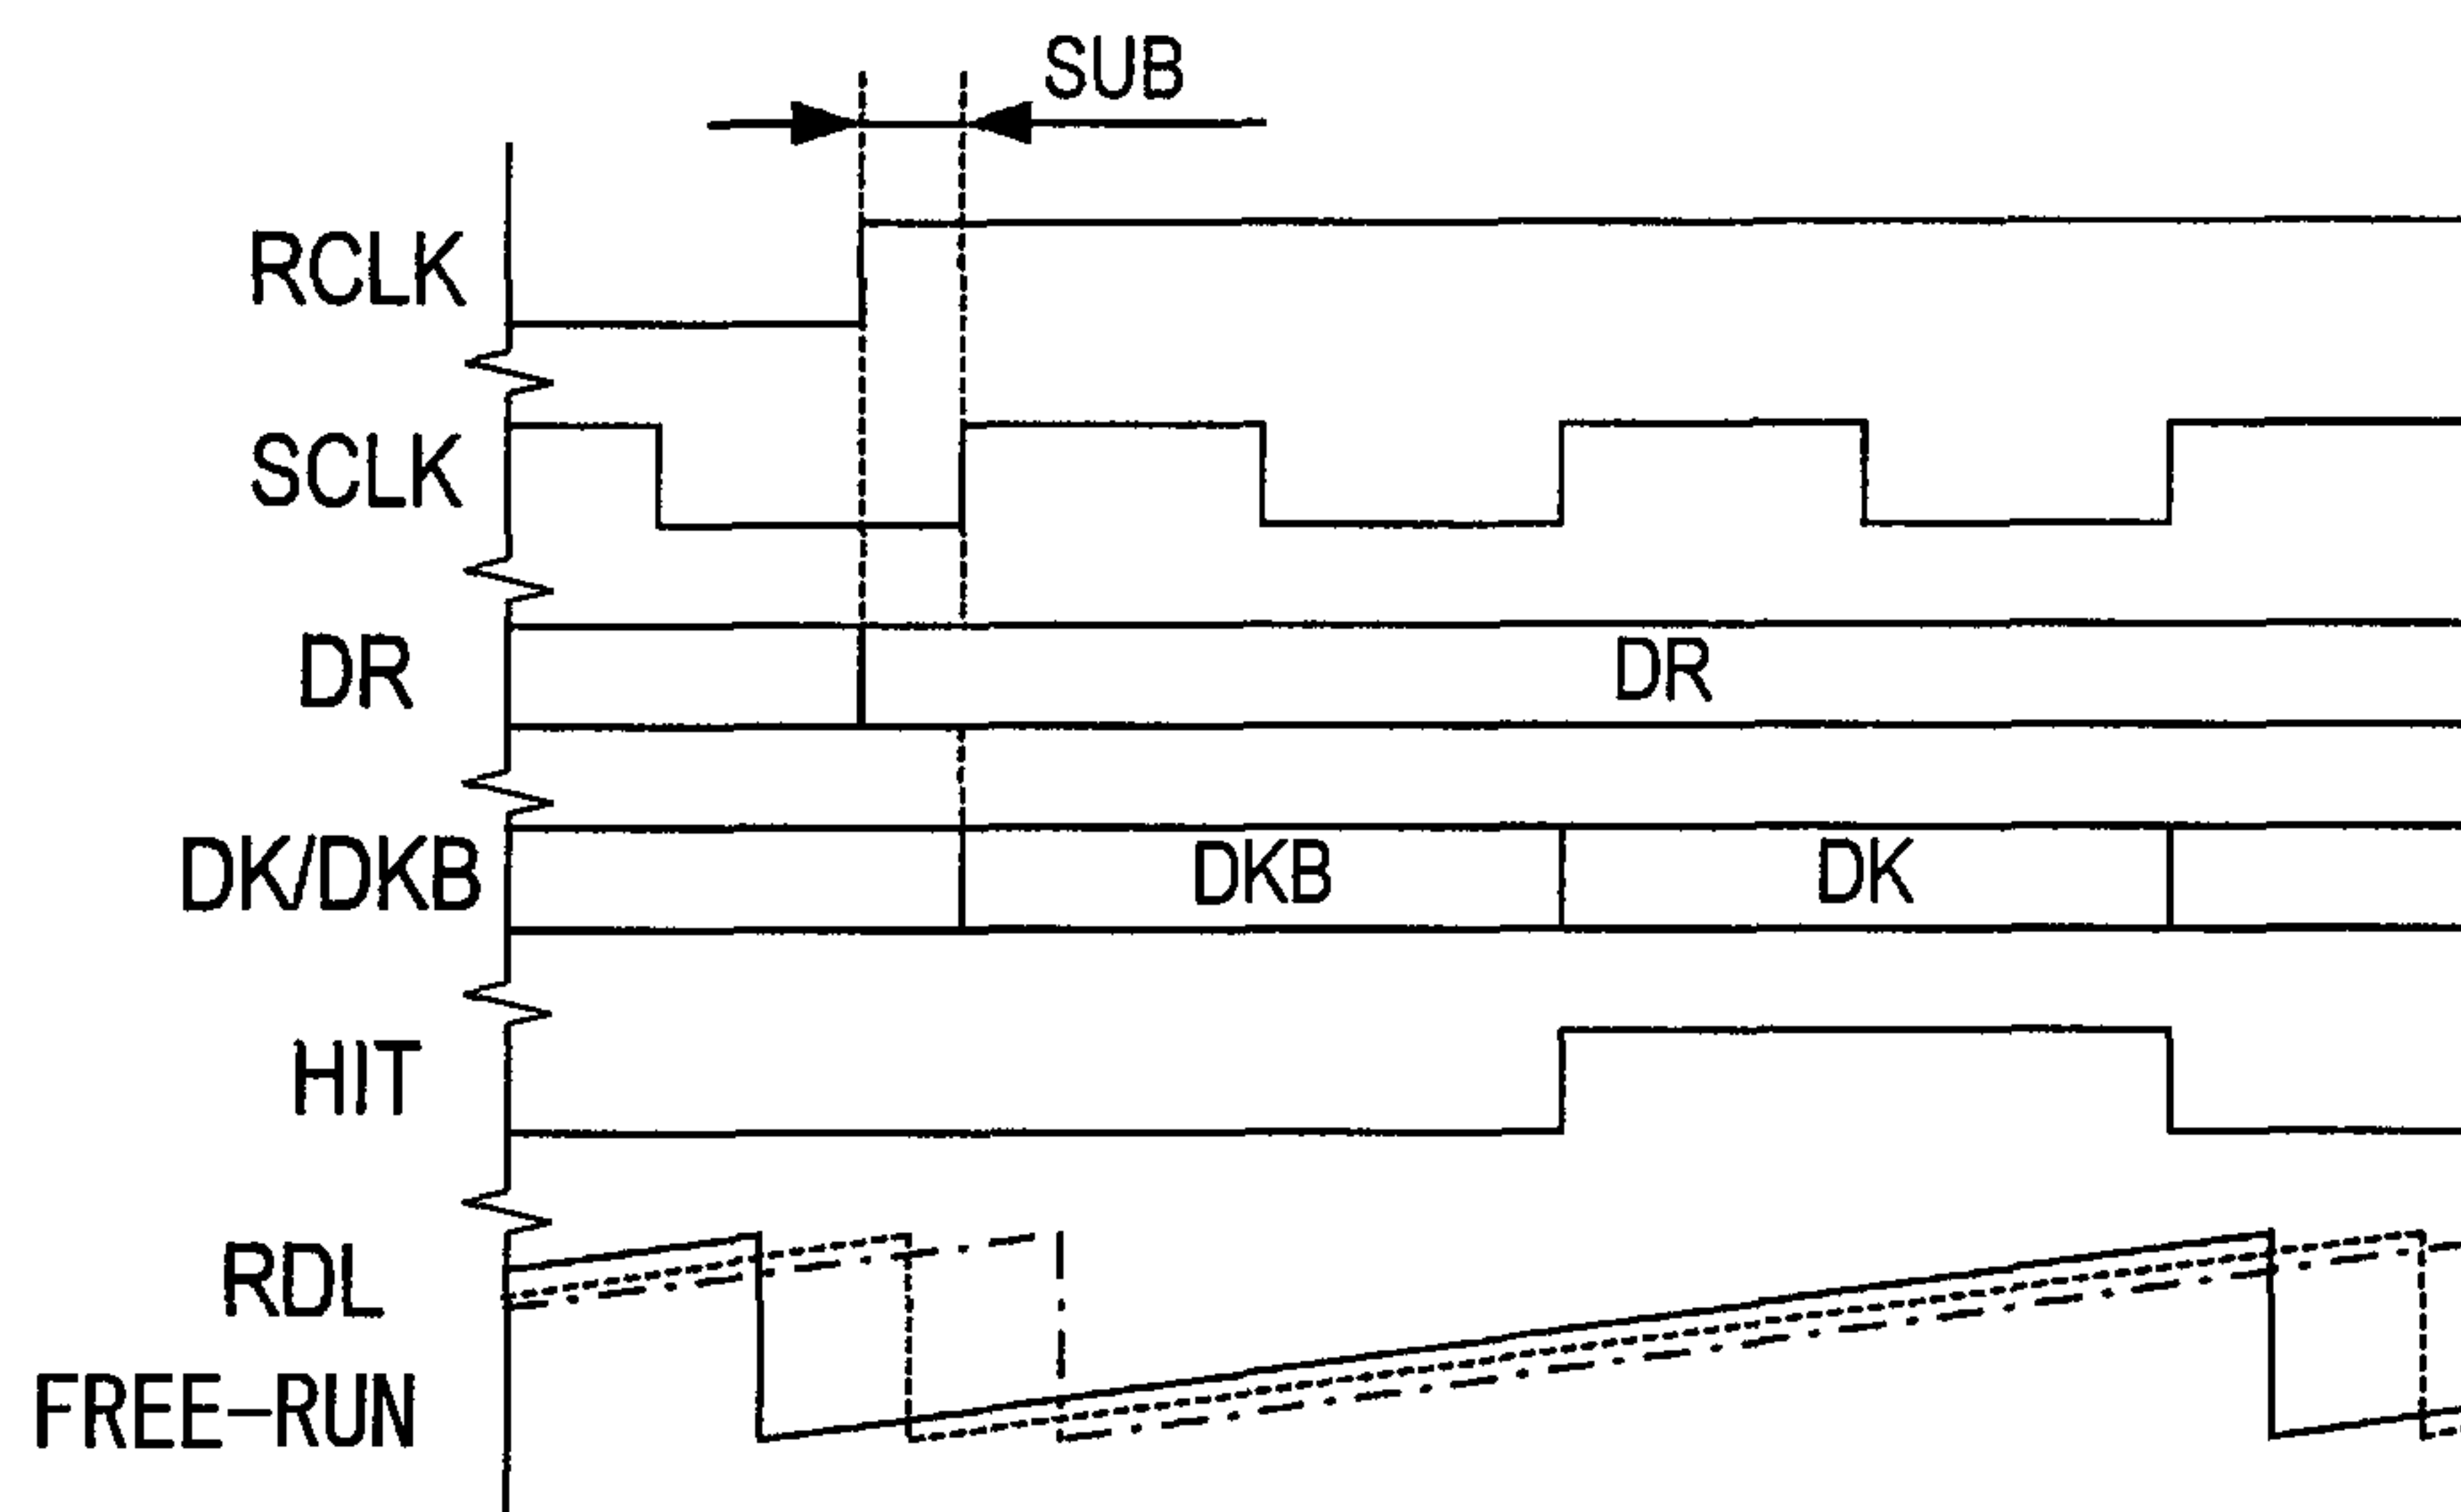 SUB
RCLK
SCLK
DR
DR
DK/DKB
DKB
DK
HIT
RDL
FREE-RUN